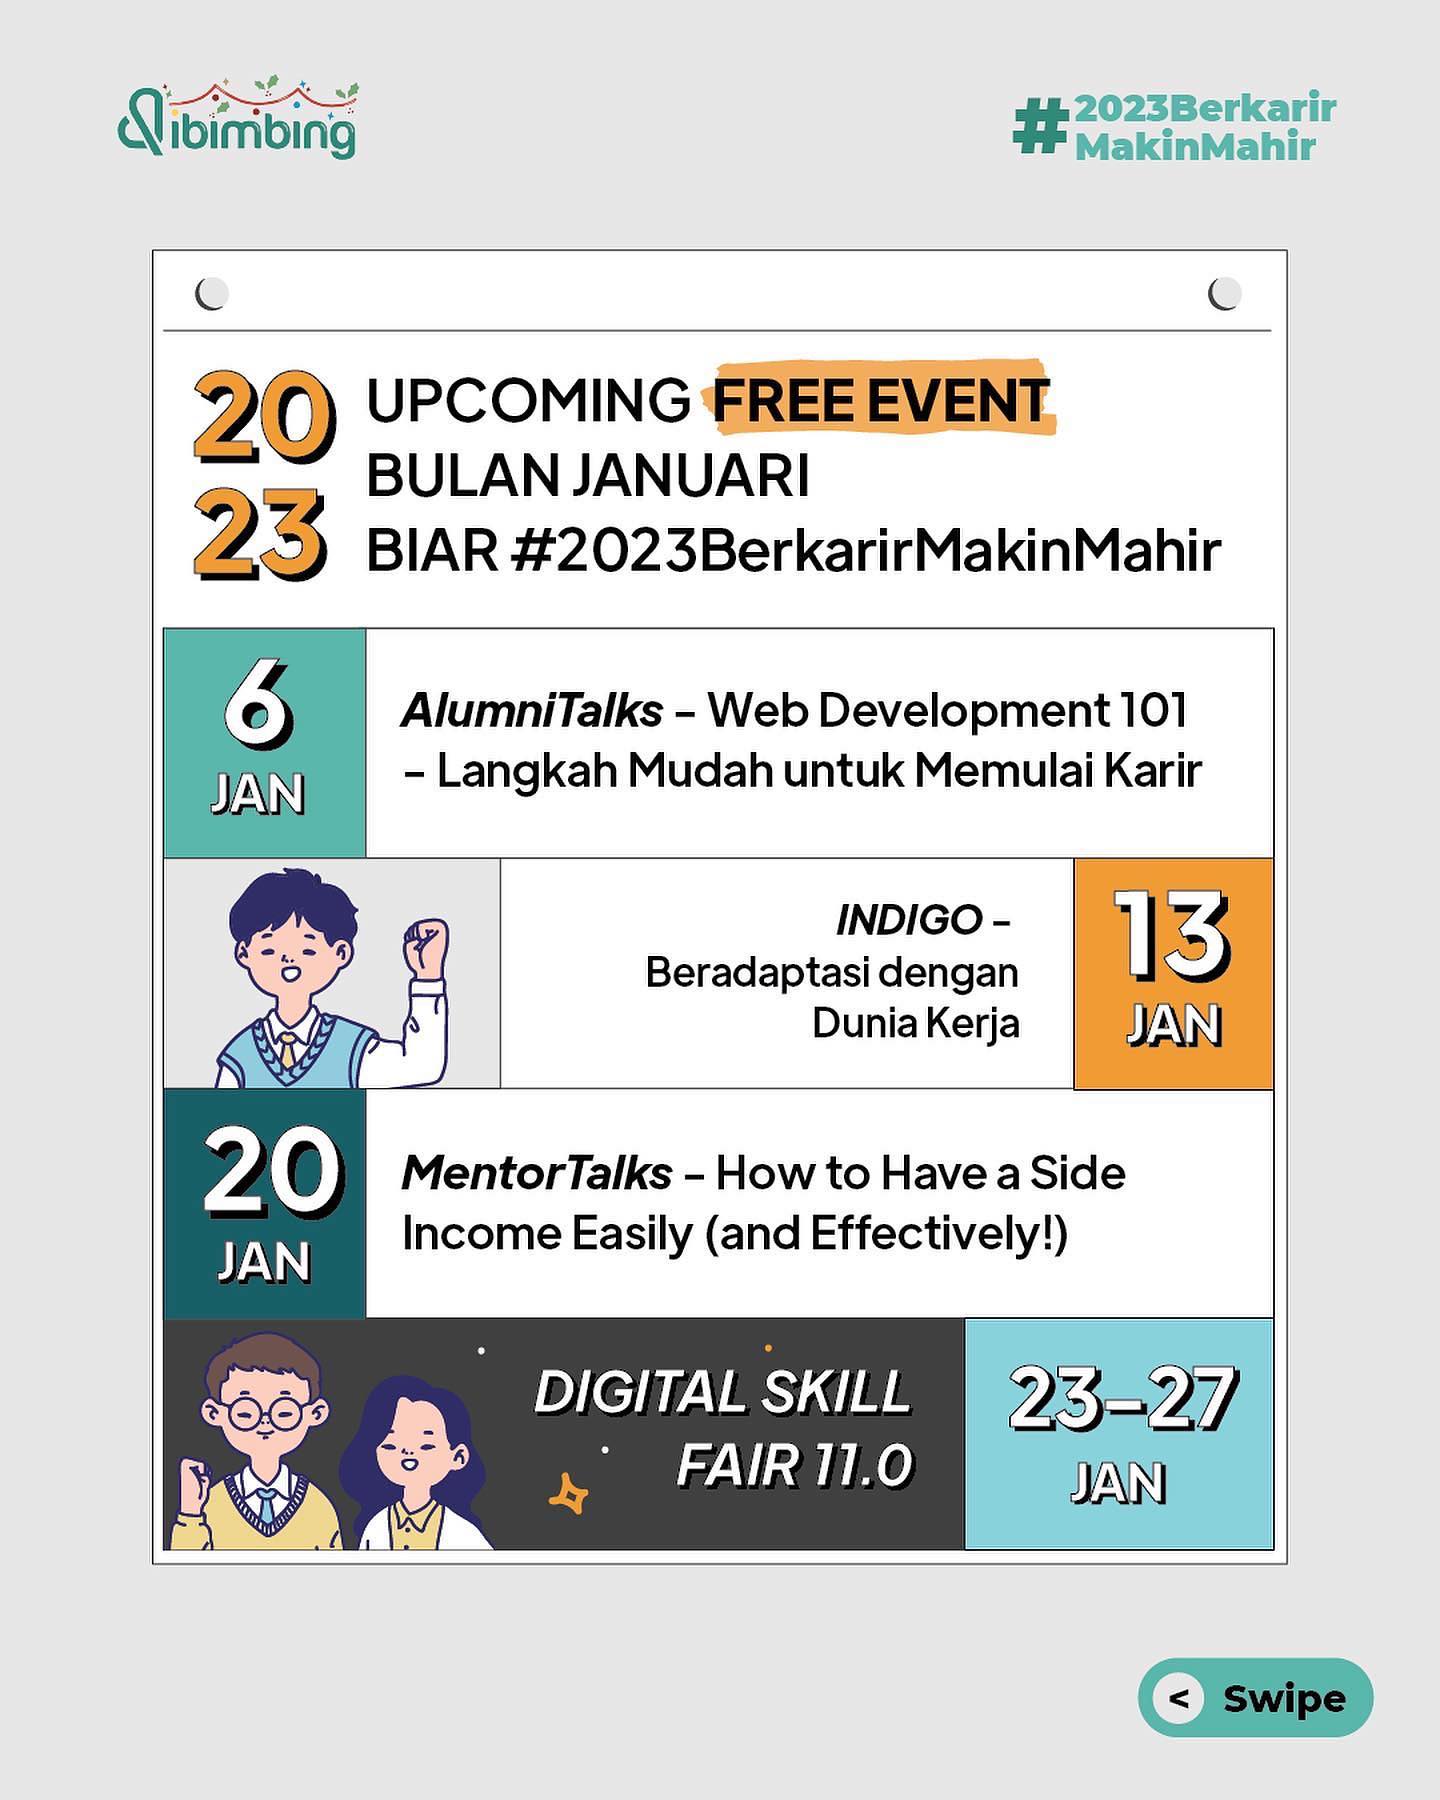 dibimbing
#2023Berkarir
MakinMahir
20
23
UPCOMING FREE EVENT
BULAN JANUARI
BIAR #2023BerkarirMakinMahir
6
JAN
AlumniTalks – Web Development 101
– Langkah Mudah untuk Memulai Karir
INDIGO –
Beradaptasi dengan
Dunia Kerja
13
JAN
20
JAN
MentorTalks – How to Have a Side
Income Easily (and Effectively!)
DIGITAL SKILL
FAIR 11.0
23–27
JAN
< Swipe